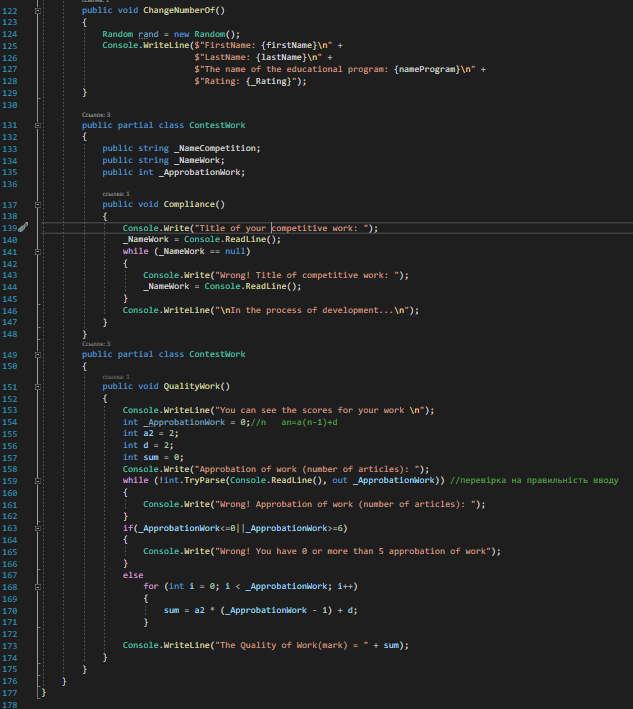 122 public void ChangeNumberOf()
123 {
124 Random rand = new Random();
125 Console.WriteLine($"FirstName: {firstName}\n" +
126 $"LastName: {lastName}\n" +
127 $"The name of the educational program: {nameProgram}\n" +
128 $"Rating: {_Rating}");
129 }
130
Ссылок: 3
131 public partial class ContestWork
132 {
133 public string _NameCompetition;
134 public string _NameWork;
135 public int _ApprobationWork;
136
ссылка: 1
137 public void Compliance()
138 {
139 Console.Write("Title of your competitive work: ");
140 _NameWork = Console.ReadLine();
141 while (_NameWork == null)
142 {
143 Console.Write("Wrong! Title of competitive work: ");
144 _NameWork = Console.ReadLine();
145 }
146 Console.WriteLine("\nIn the process of development...\n");
147 }
148 }
Ссылок: 3
149 public partial class ContestWork
150 {
ссылка: 1
151 public void QualityWork()
152 {
153 Console.WriteLine("You can see the scores for your work \n");
154 int _ApprobationWork = 0;//n an=a(n-1)+d
155 int a2 = 2;
156 int d = 2;
157 int sum = 0;
158 Console.Write("Approbation of work (number of articles): ");
159 while (!int.TryParse(Console.ReadLine(), out _ApprobationWork)) //перевірка на правильність вводу
160 {
161 Console.Write("Wrong! Approbation of work (number of articles): ");
162 }
163 if(_ApprobationWork<=0||_ApprobationWork>=6)
164 {
165 Console.Write("Wrong! You have 0 or more than 5 approbation of work");
166 }
167 else
168 for (int i = 0; i < _ApprobationWork; i++)
169 {
170 sum = a2 * (_ApprobationWork - 1) + d;
171 }
172
173 Console.WriteLine("The Quality of Work(mark) = " + sum);
174 }
175 }
176 }
177 }
178